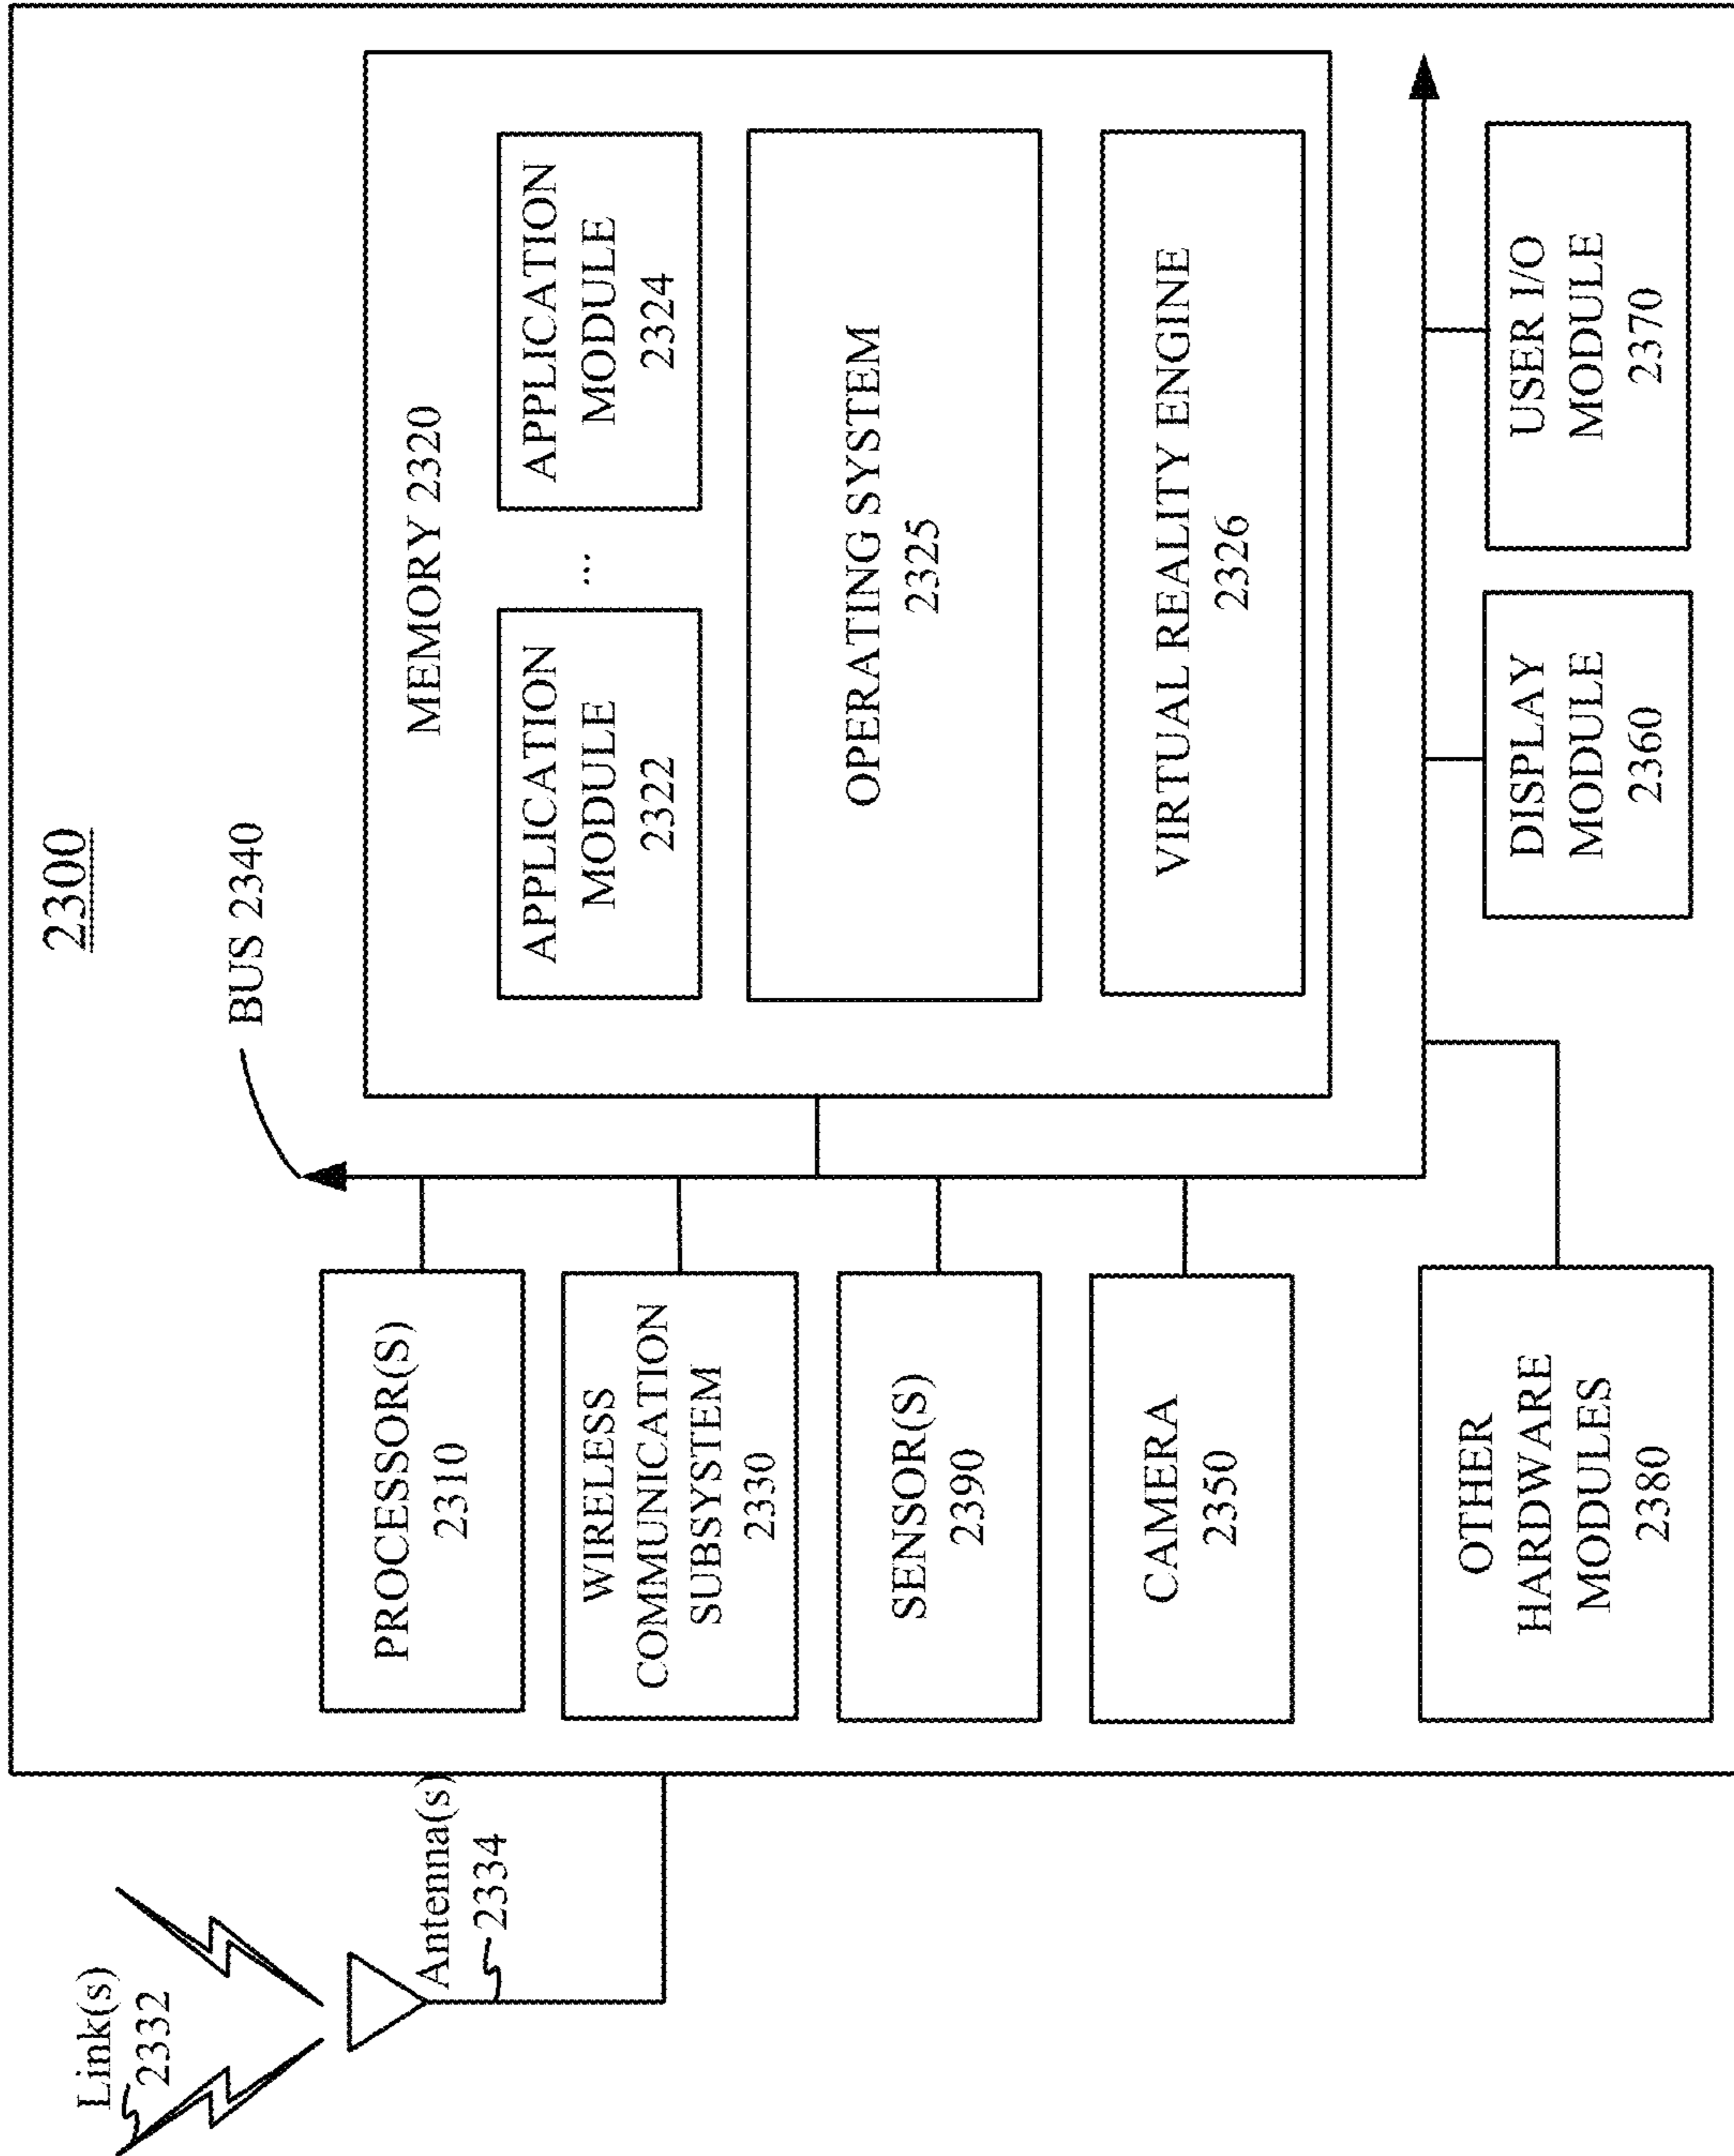 2300
Link(s)
2332
Antenna(s)
2334
BUS 2340
PROCESSOR(S)
2310
WIRELESS
COMMUNICATION
SUBSYSTEM
2330
SENSOR(S)
2390
CAMERA
2350
OTHER
HARDWARE
MODULES
2380
MEMORY 2320
APPLICATION
MODULE
2322
...
APPLICATION
MODULE
2324
OPERATING SYSTEM
2325
VIRTUAL REALITY ENGINE
2326
DISPLAY
MODULE
2360
USER I/O
MODULE
2370